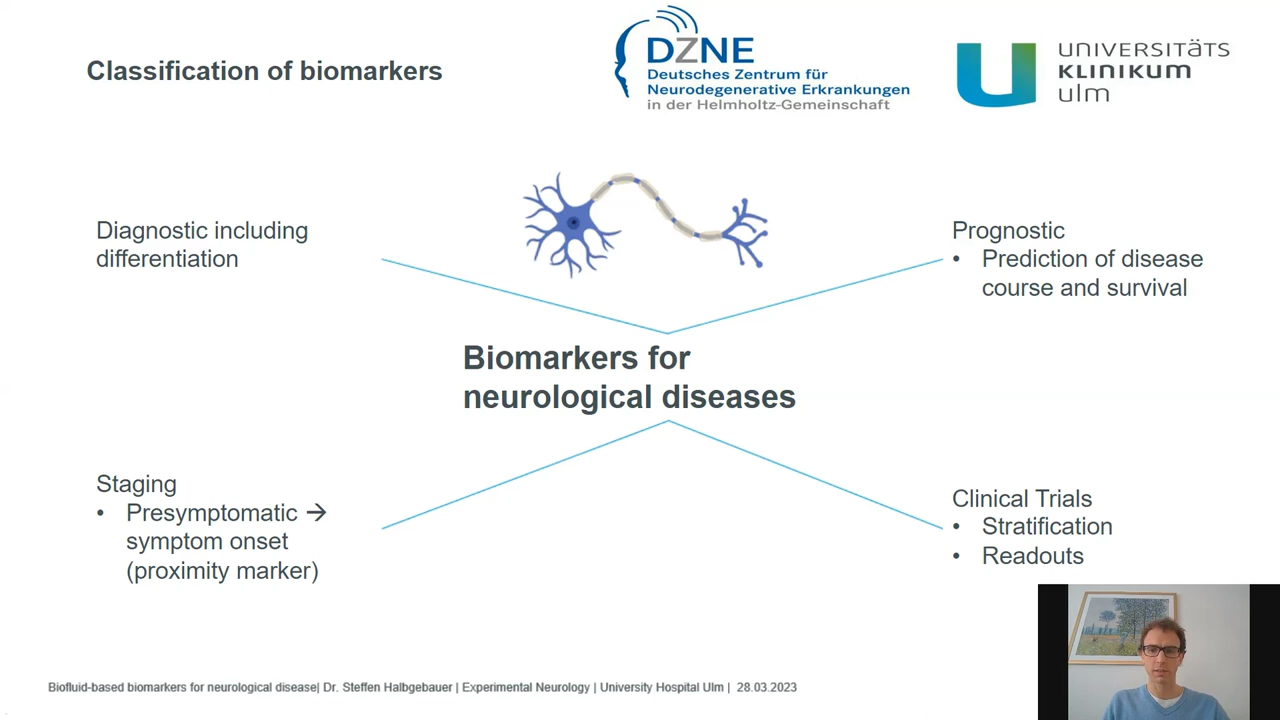 Classification of biomarkers
DZNE
Deutsches Zentrum für
Neurodegenerative Erkrankungen
in der Helmholtz-Gemeinschaft
UNIVERSITÄTS
KLINIKUM
ulm
Diagnostic including
differentiation
Prognostic
• Prediction of disease
course and survival
Biomarkers for
neurological diseases
Staging
• Presymptomatic →
symptom onset
(proximity marker)
Clinical Trials
• Stratification
• Readouts
Biofluid-based biomarkers for neurological disease| Dr. Steffen Halbgebauer | Experimental Neurology | University Hospital Ulm | 28.03.2023